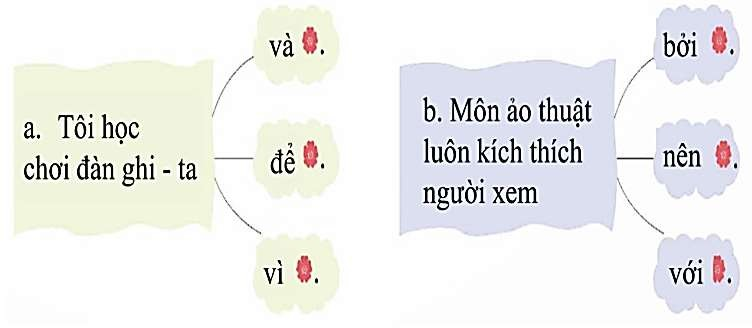 a. Tôi học
chơi đàn ghi - ta
và .
để .
vì .
b. Môn ảo thuật
luôn kích thích
người xem
bởi .
nên .
với .